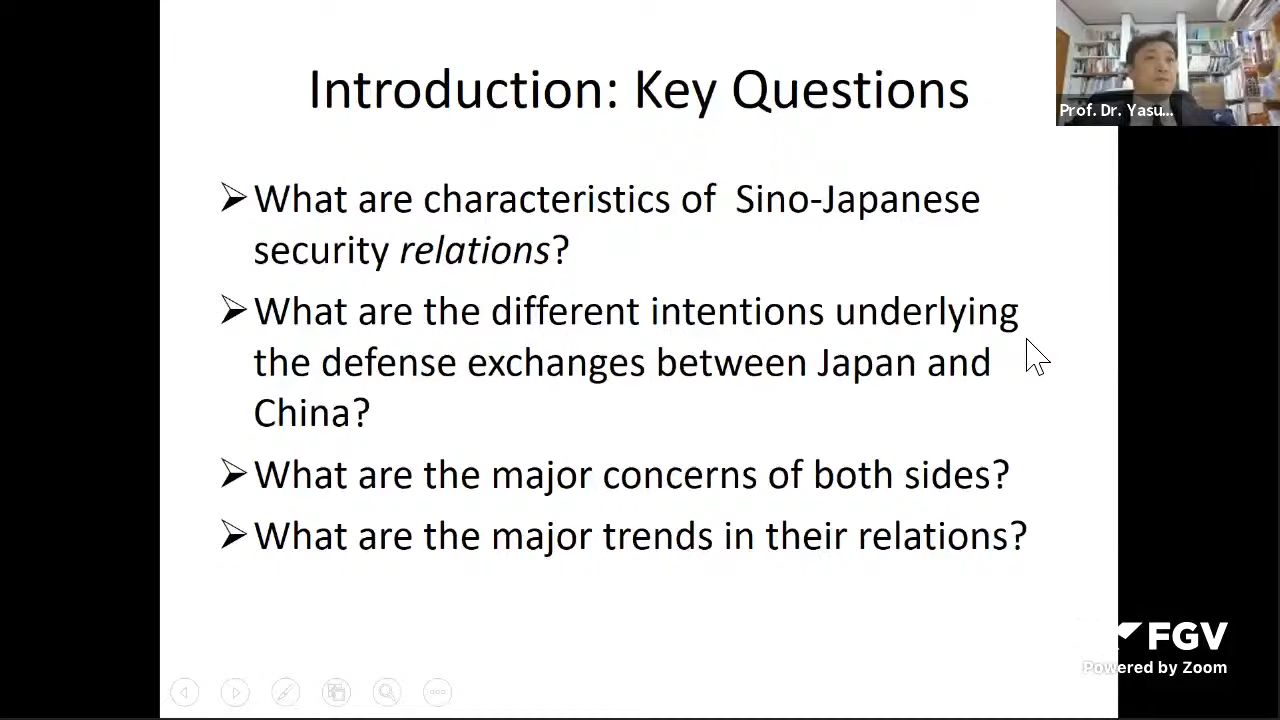 Introduction: Key Questions
What are characteristics of Sino-Japanese
security relations?
What are the different intentions underlying
the defense exchanges between Japan and
China?
What are the major concerns of both sides?
What are the major trends in their relations?
Prof. Dr. Yasu...
FGV
Powered by Zoom